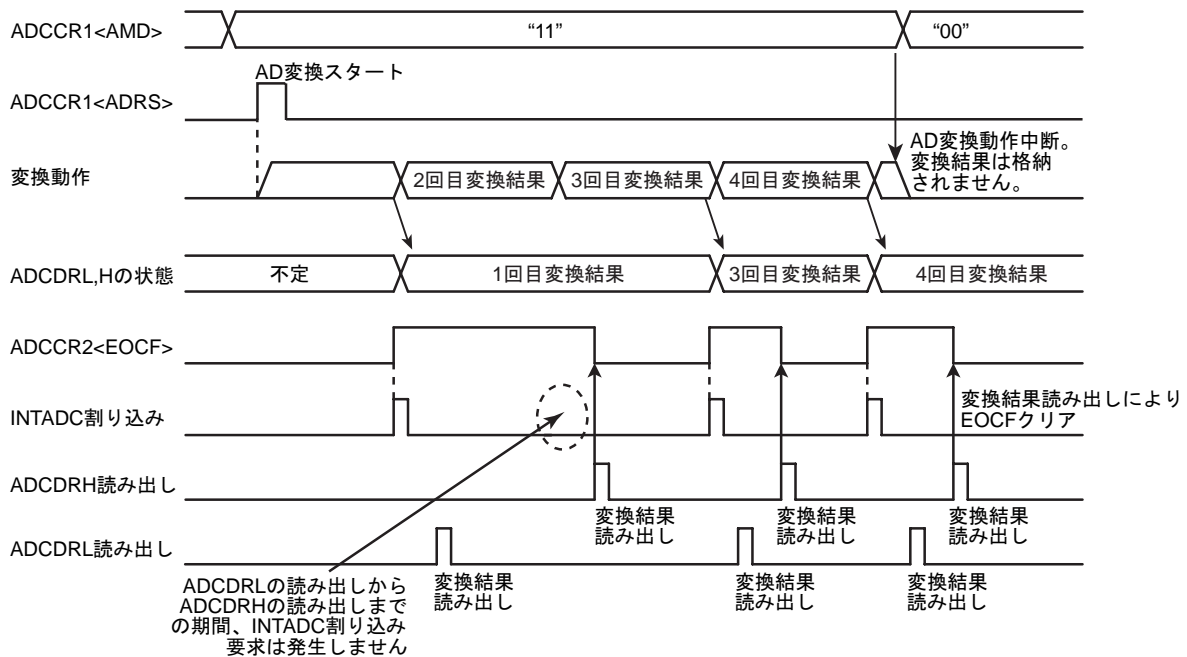 ADCCR1<AMD>
“11”
“00”
AD変換スタート
ADCCR1<ADRS>
AD変換動作中断。
変換結果は格納
されません。
変換動作
2回目変換結果
3回目変換結果
4回目変換結果
ADCDRL,Hの状態
不定
1回目変換結果
3回目変換結果
4回目変換結果
ADCCR2<EOCF>
INTADC割り込み
変換結果読み出しにより
EOCFクリア
ADCDRH読み出し
変換結果
読み出し
変換結果
読み出し
変換結果
読み出し
ADCDRL読み出し
変換結果
読み出し
変換結果
読み出し
変換結果
読み出し
ADCDRLの読み出しから
ADCDRHの読み出しまで
の期間、INTADC割り込み
要求は発生しません